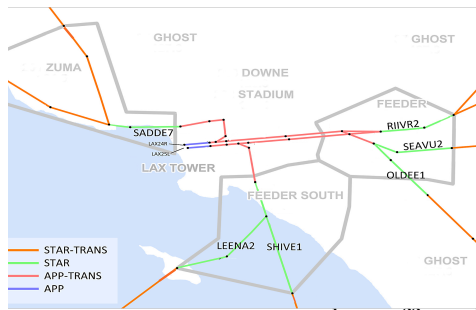 GHOST
GHOST
ZUMA
DOWNE
STADIUM
FEEDER
RIIVR2
SADDE7
LAX24R
LAX25L
SEAVU2
LAX TOWER
OLDEE1
FEEDER SOUTH
LEENA2
SHIVE1
GHOST
STAR-TRANS
STAR
APP-TRANS
APP